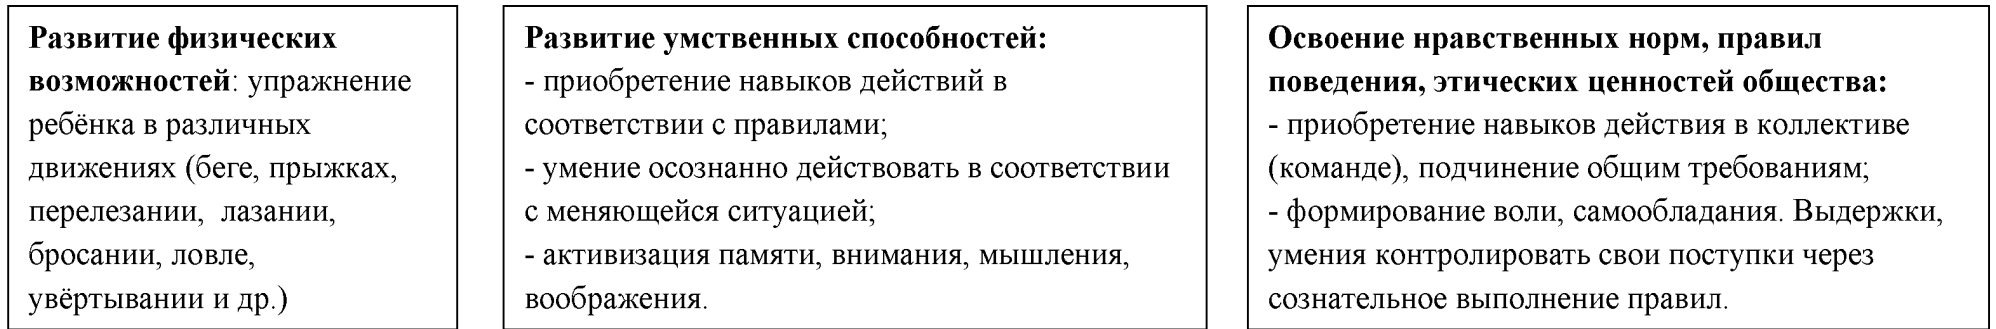 Развитие физических
возможностей: упражнение
ребёнка в различных
движениях (беге, прыжках,
перелезании, лазании,
бросании, ловле,
увёртывании и др.)
Развитие умственных способностей:
- приобретение навыков действий в
соответствии с правилами;
- умение осознанно действовать в соответствии
с меняющейся ситуацией;
- активизация памяти, внимания, мышления,
воображения.
Освоение нравственных норм, правил
поведения, этических ценностей общества:
- приобретение навыков действия в коллективе
(команде), подчинение общим требованиям;
- формирование воли, самообладания. Выдержки,
умения контролировать свои поступки через
сознательное выполнение правил.